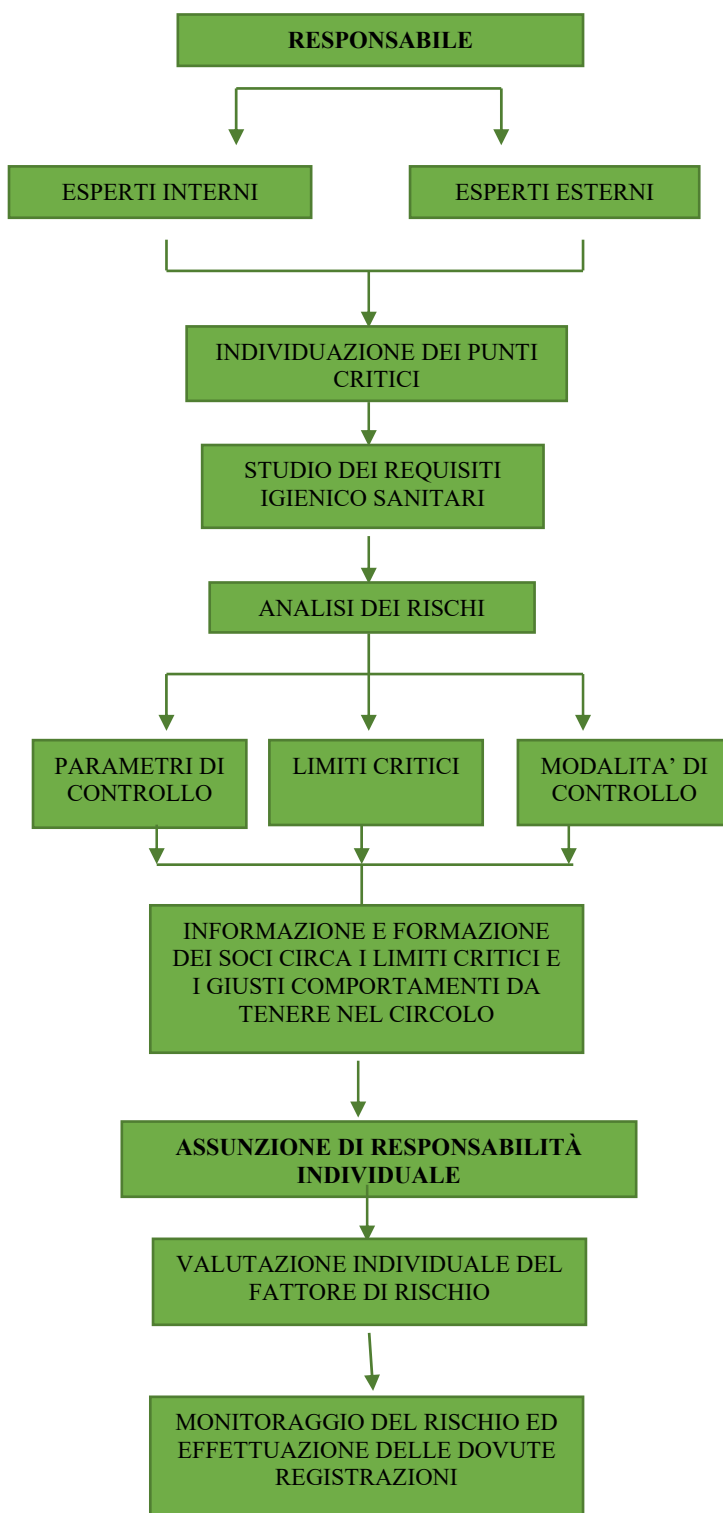 RESPONSABILE
ESPERTI INTERNI
ESPERTI ESTERNI
INDIVIDUAZIONE DEI PUNTI
CRITICI
STUDIO DEI REQUISITI
IGIENICO SANITARI
ANALISI DEI RISCHI
PARAMETRI DI
CONTROLLO
LIMITI CRITICI
MODALITA’ DI
CONTROLLO
INFORMAZIONE E FORMAZIONE
DEI SOCI CIRCA I LIMITI CRITICI E
I GIUSTI COMPORTAMENTI DA
TENERE NEL CIRCOLO
ASSUNZIONE DI RESPONSABILITÀ
INDIVIDUALE
VALUTAZIONE INDIVIDUALE DEL
FATTORE DI RISCHIO
MONITORAGGIO DEL RISCHIO ED
EFFETTUAZIONE DELLE DOVUTE
REGISTRAZIONI